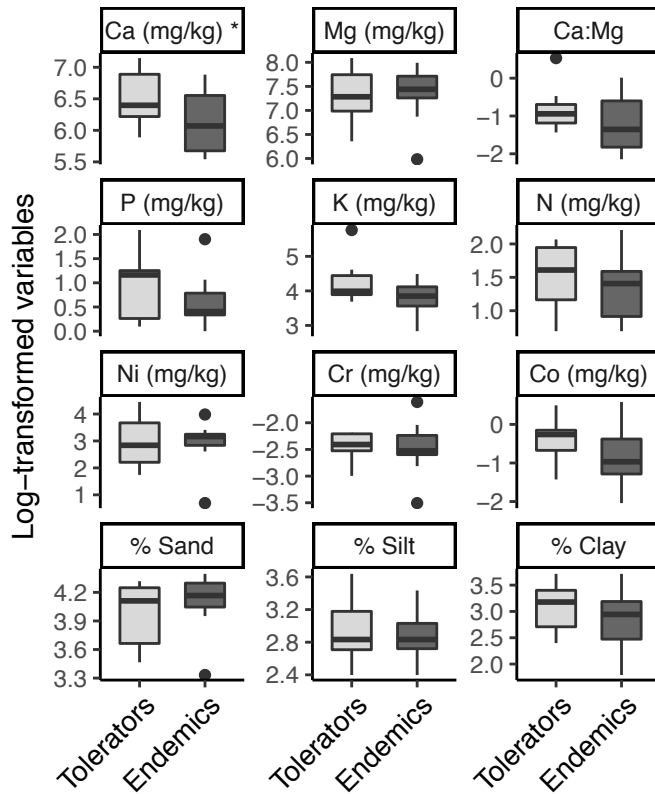 Ca (mg/kg) * Mg (mg/kg) Ca:Mg
7.0 6.5 6.0 5.5
8.0 7.5 7.0 6.5 6.0
0 −1 −2
P (mg/kg) K (mg/kg) N (mg/kg)
2.0 1.5 1.0 0.5 0.0
5 4 3
2.0 1.5 1.0
Ni (mg/kg) Cr (mg/kg) Co (mg/kg)
4 3 2 1
−2.0 −2.5 −3.0 −3.5
0 −1 −2
% Sand % Silt % Clay
4.2 3.9 3.6 3.3
3.6 3.2 2.8 2.4
3.5 3.0 2.5 2.0
Tolerators Endemics Tolerators Endemics Tolerators Endemics
Log−transformed variables